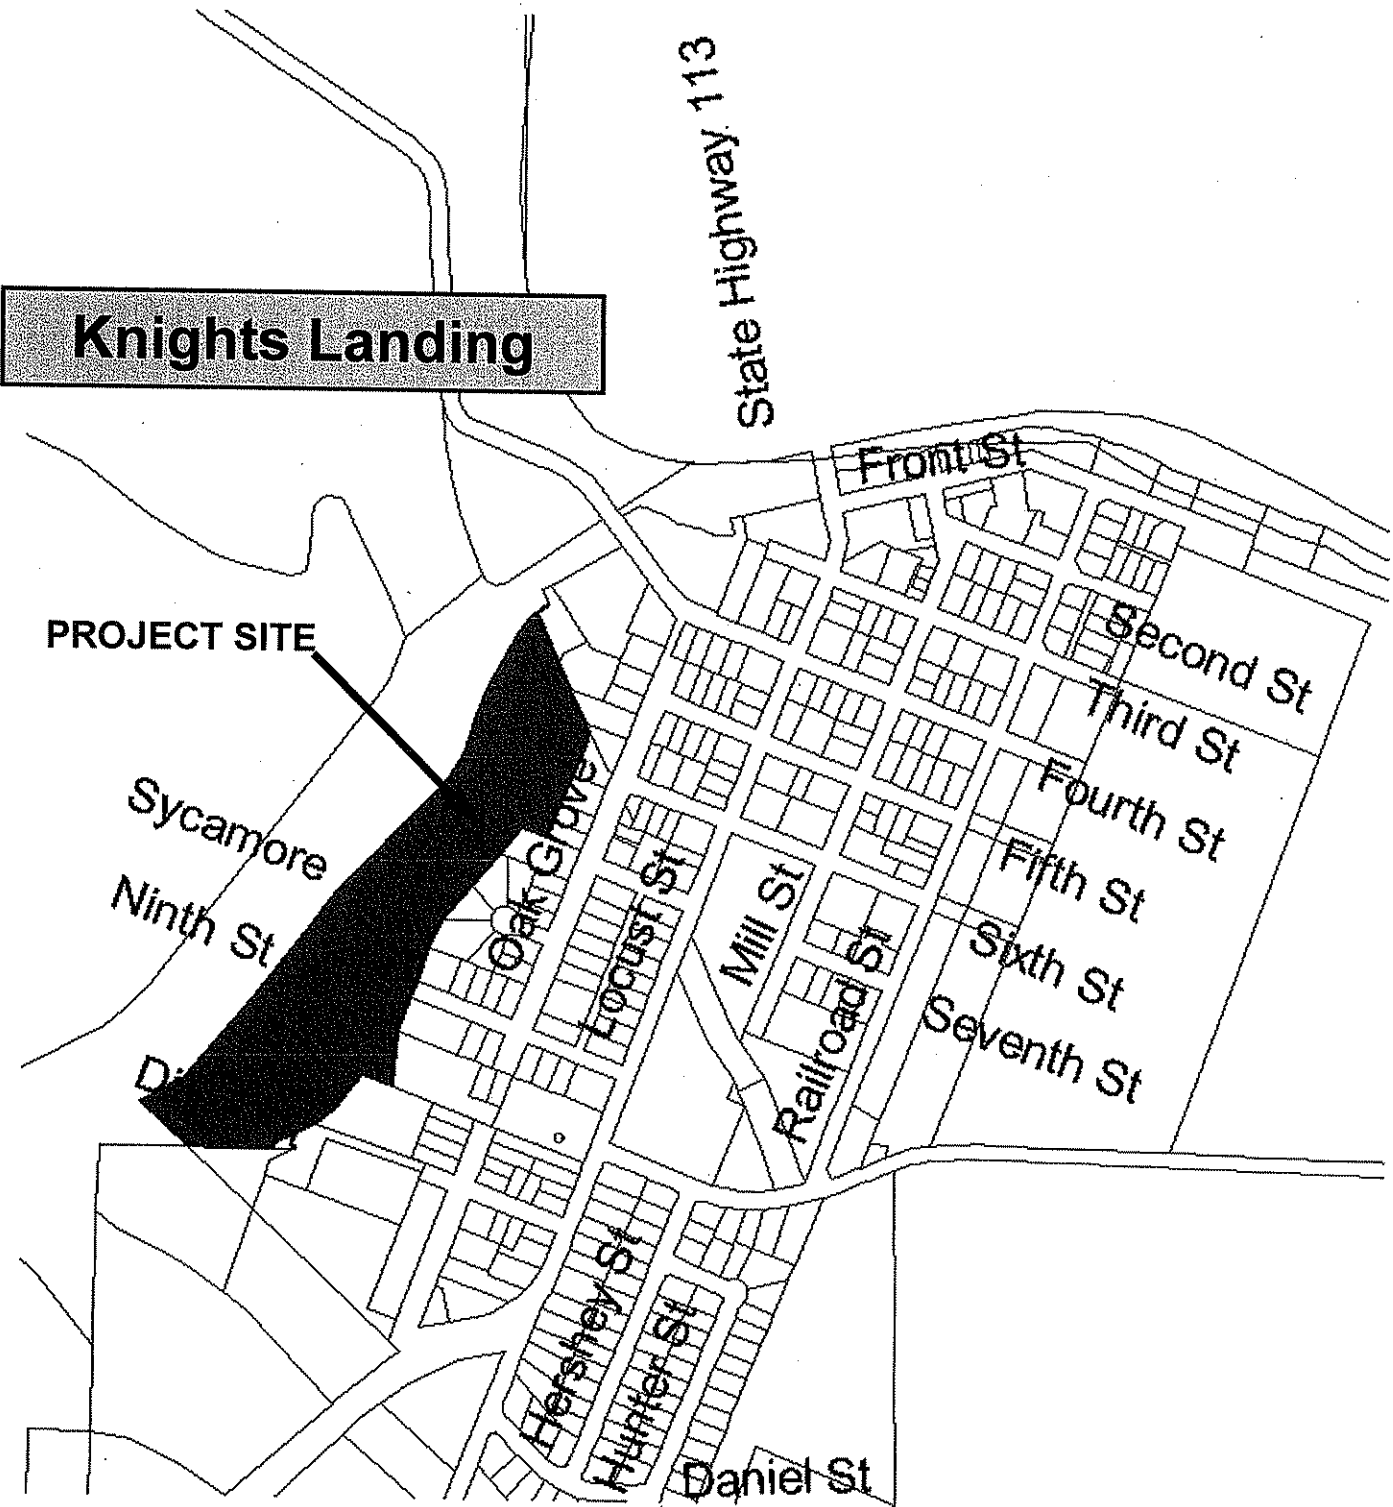 State Highway 113
Knights Landing
Front St
PROJECT SITE
Second St
Third St
Fourth St
Fifth St
Sixth St
Seventh St
Sycamore
Ninth St
Oak Grove
Locust St
Mill St
Railroad St
Hershey St
Hunter St
Daniel St